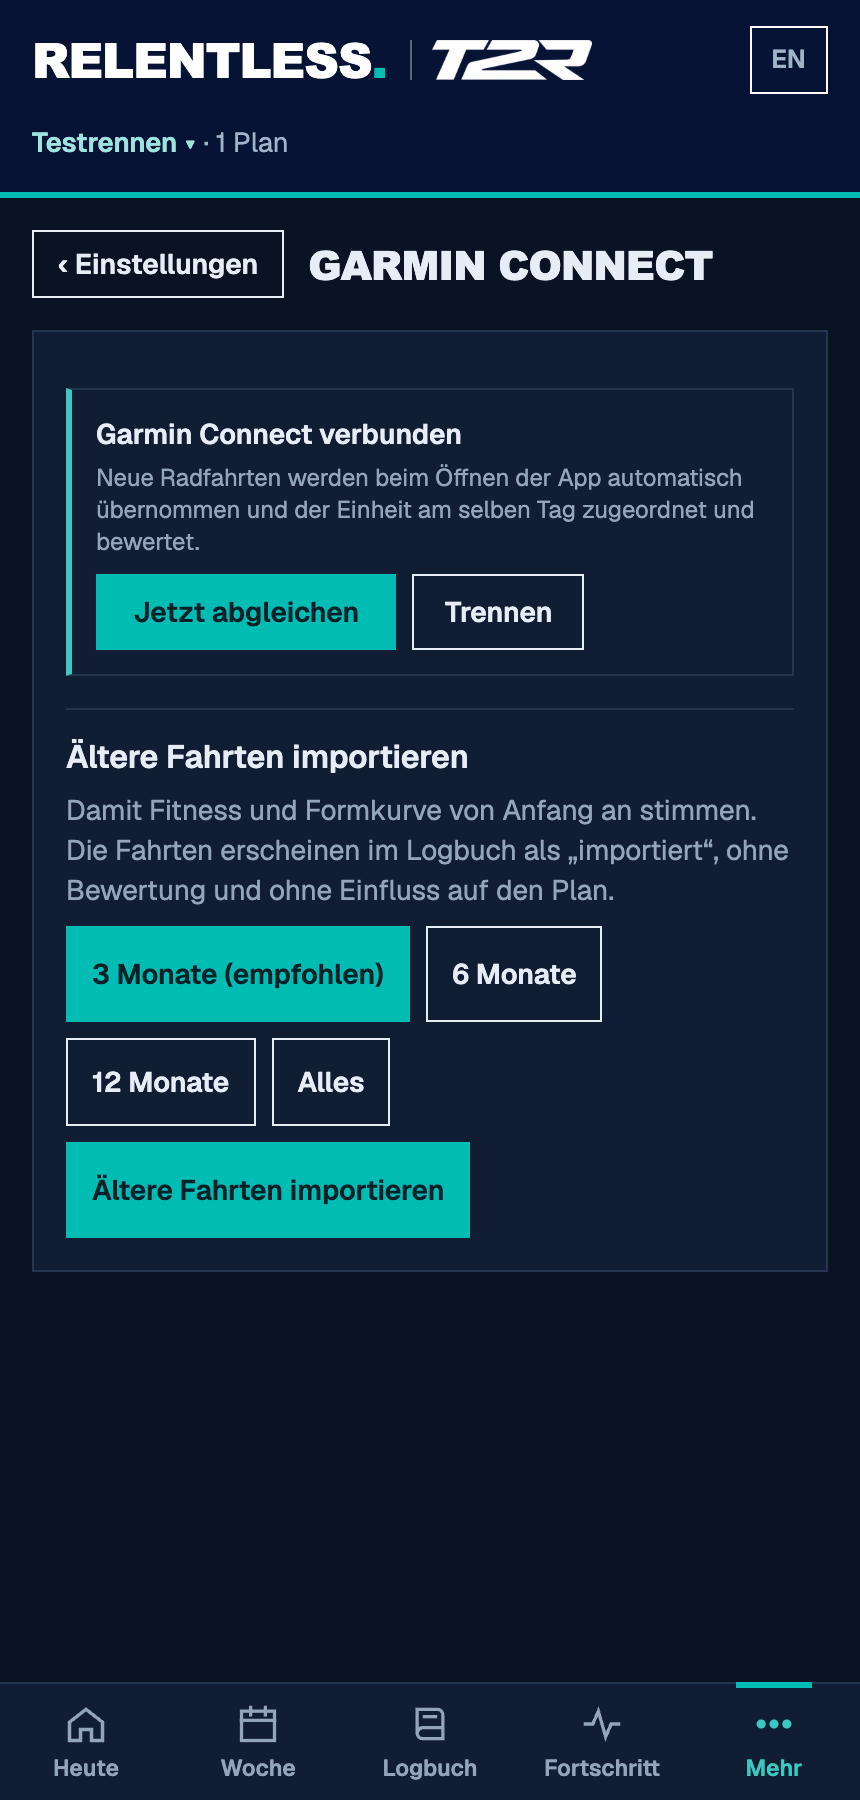 RELENTLESS. T2R
EN
Testrennen ▾ · 1 Plan
‹ Einstellungen
GARMIN CONNECT
Garmin Connect verbunden
Neue Radfahrten werden beim Öffnen der App automatisch
übernommen und der Einheit am selben Tag zugeordnet und
bewertet.
Jetzt abgleichen
Trennen
Ältere Fahrten importieren
Damit Fitness und Formkurve von Anfang an stimmen.
Die Fahrten erscheinen im Logbuch als „importiert“, ohne
Bewertung und ohne Einfluss auf den Plan.
3 Monate (empfohlen)
6 Monate
12 Monate
Alles
Ältere Fahrten importieren
Heute
Woche
Logbuch
Fortschritt
Mehr